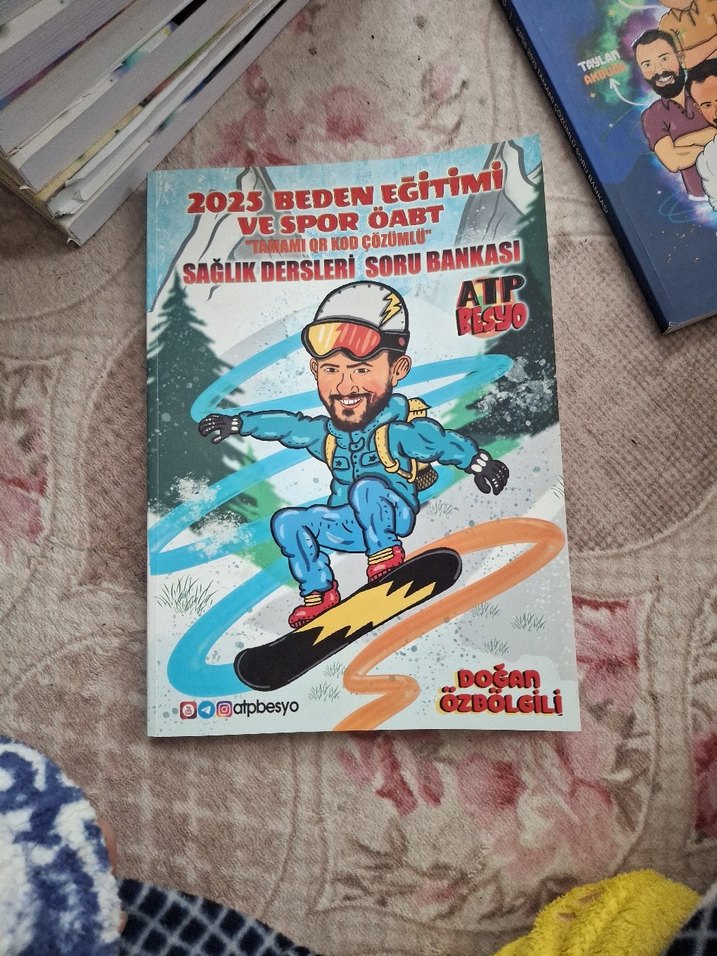 2025 BEDEN EĞİTİMİ
VE SPOR ÖABT
"TAMAMI QR KOD ÇÖZÜMLÜ"
SAĞLIK DERSLERİ SORU BANKASI
ATP
BESYO
DOĞAN
ÖZBÖLGİLİ
atpbesyo
TAYLAN